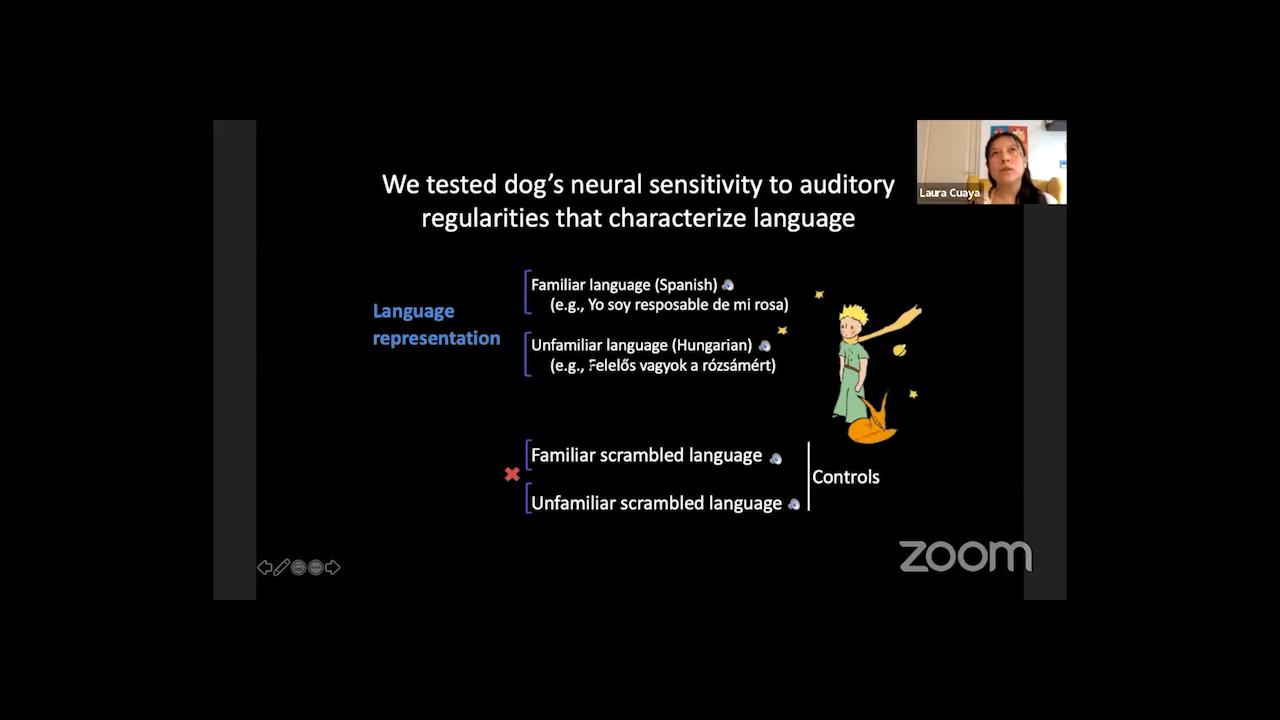 We tested dog's neural sensitivity to auditory
regularities that characterize language
Laura Cuaya
Language
representation
Familiar language (Spanish)
(e.g., Yo soy resposable de mi rosa)
Unfamiliar language (Hungarian)
(e.g., Felelős vagyok a rózsámért)
Familiar scrambled language
Unfamiliar scrambled language
Controls
zoom